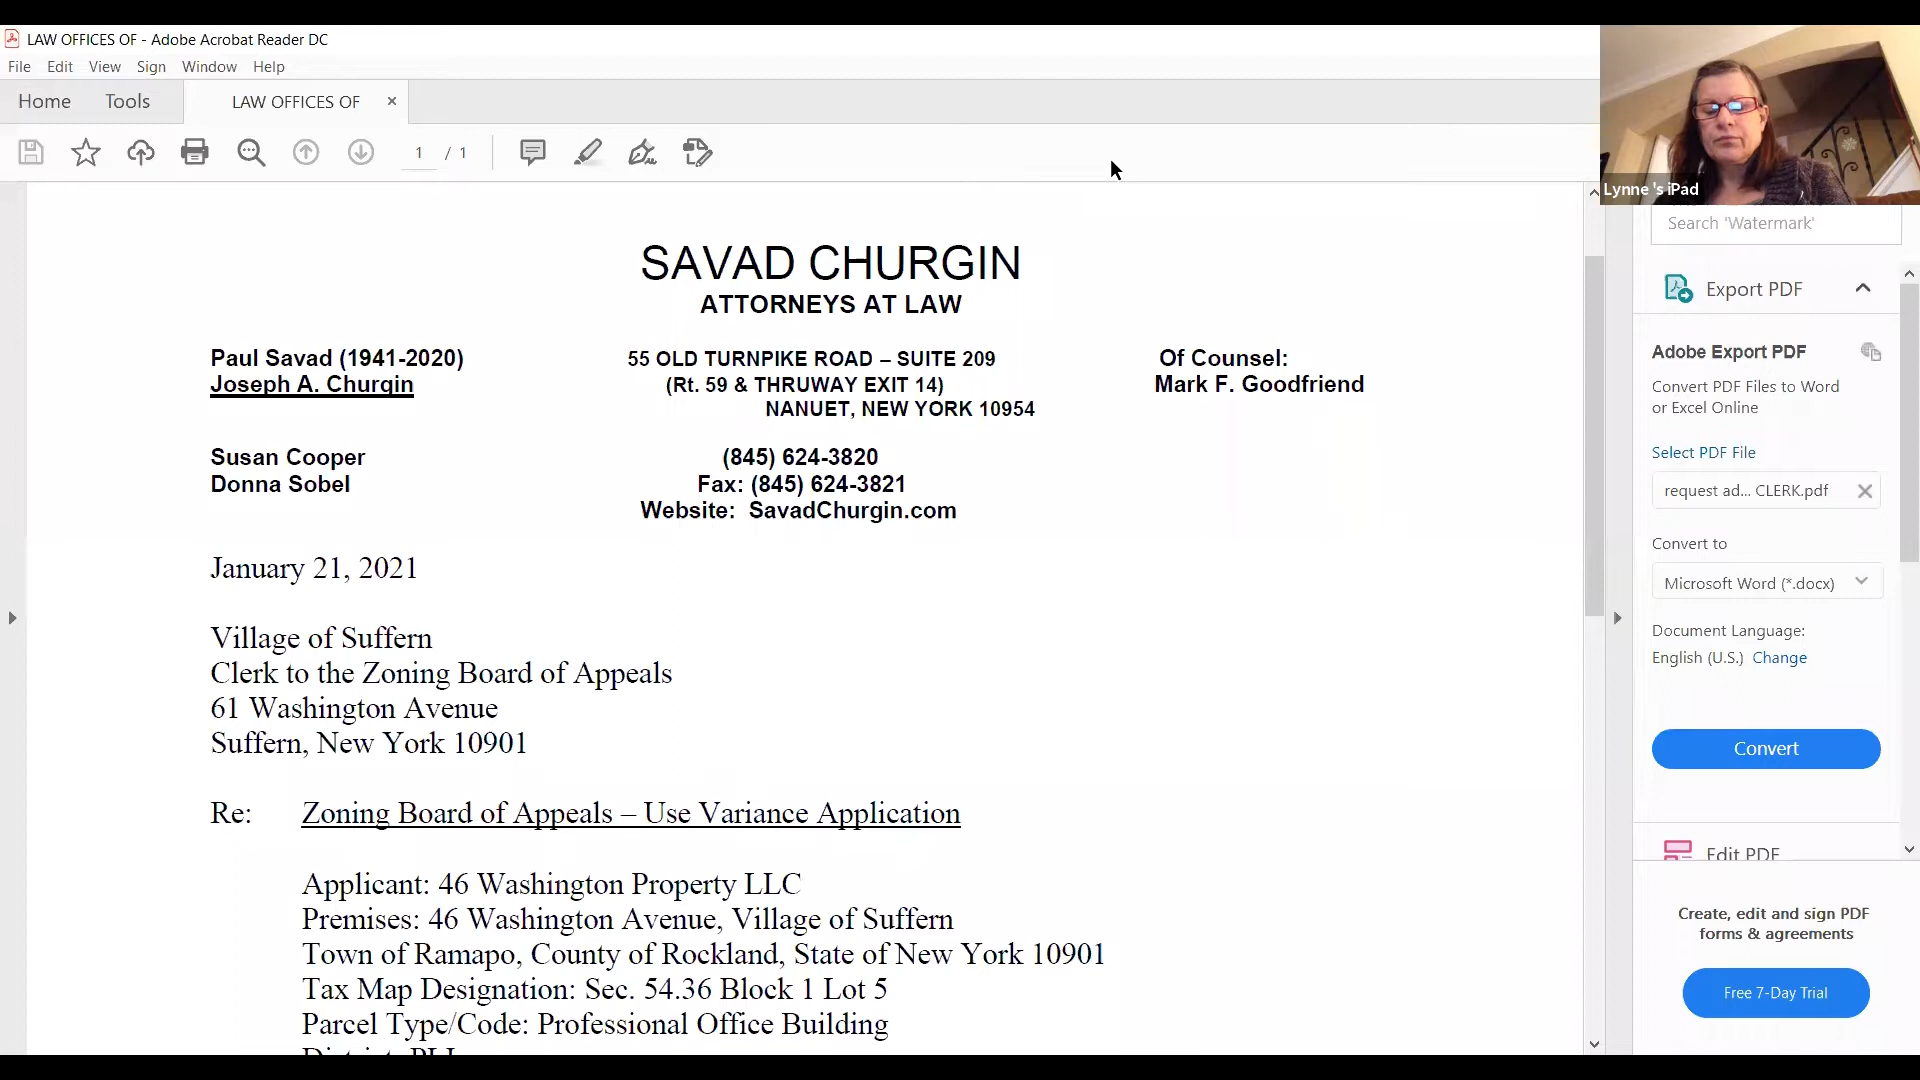 LAW OFFICES OF - Adobe Acrobat Reader DC
File Edit View Sign Window Help
Home Tools LAW OFFICES OF ×
1 / 1
Lynne 's iPad
Search 'Watermark'
SAVAD CHURGIN
ATTORNEYS AT LAW
Paul Savad (1941-2020) 55 OLD TURNPIKE ROAD – SUITE 209 Of Counsel:
Joseph A. Churgin (Rt. 59 & THRUWAY EXIT 14) Mark F. Goodfriend
NANUET, NEW YORK 10954
Susan Cooper (845) 624-3820
Donna Sobel Fax: (845) 624-3821
Website: SavadChurgin.com
January 21, 2021
Village of Suffern
Clerk to the Zoning Board of Appeals
61 Washington Avenue
Suffern, New York 10901
Re: Zoning Board of Appeals – Use Variance Application
Applicant: 46 Washington Property LLC
Premises: 46 Washington Avenue, Village of Suffern
Town of Ramapo, County of Rockland, State of New York 10901
Tax Map Designation: Sec. 54.36 Block 1 Lot 5
Parcel Type/Code: Professional Office Building
Export PDF
Adobe Export PDF
Convert PDF Files to Word
or Excel Online
Select PDF File
request ad... CLERK.pdf
Convert to
Microsoft Word (*.docx)
Document Language:
English (U.S.) Change
Convert
Edit PDF
Create, edit and sign PDF
forms & agreements
Free 7-Day Trial